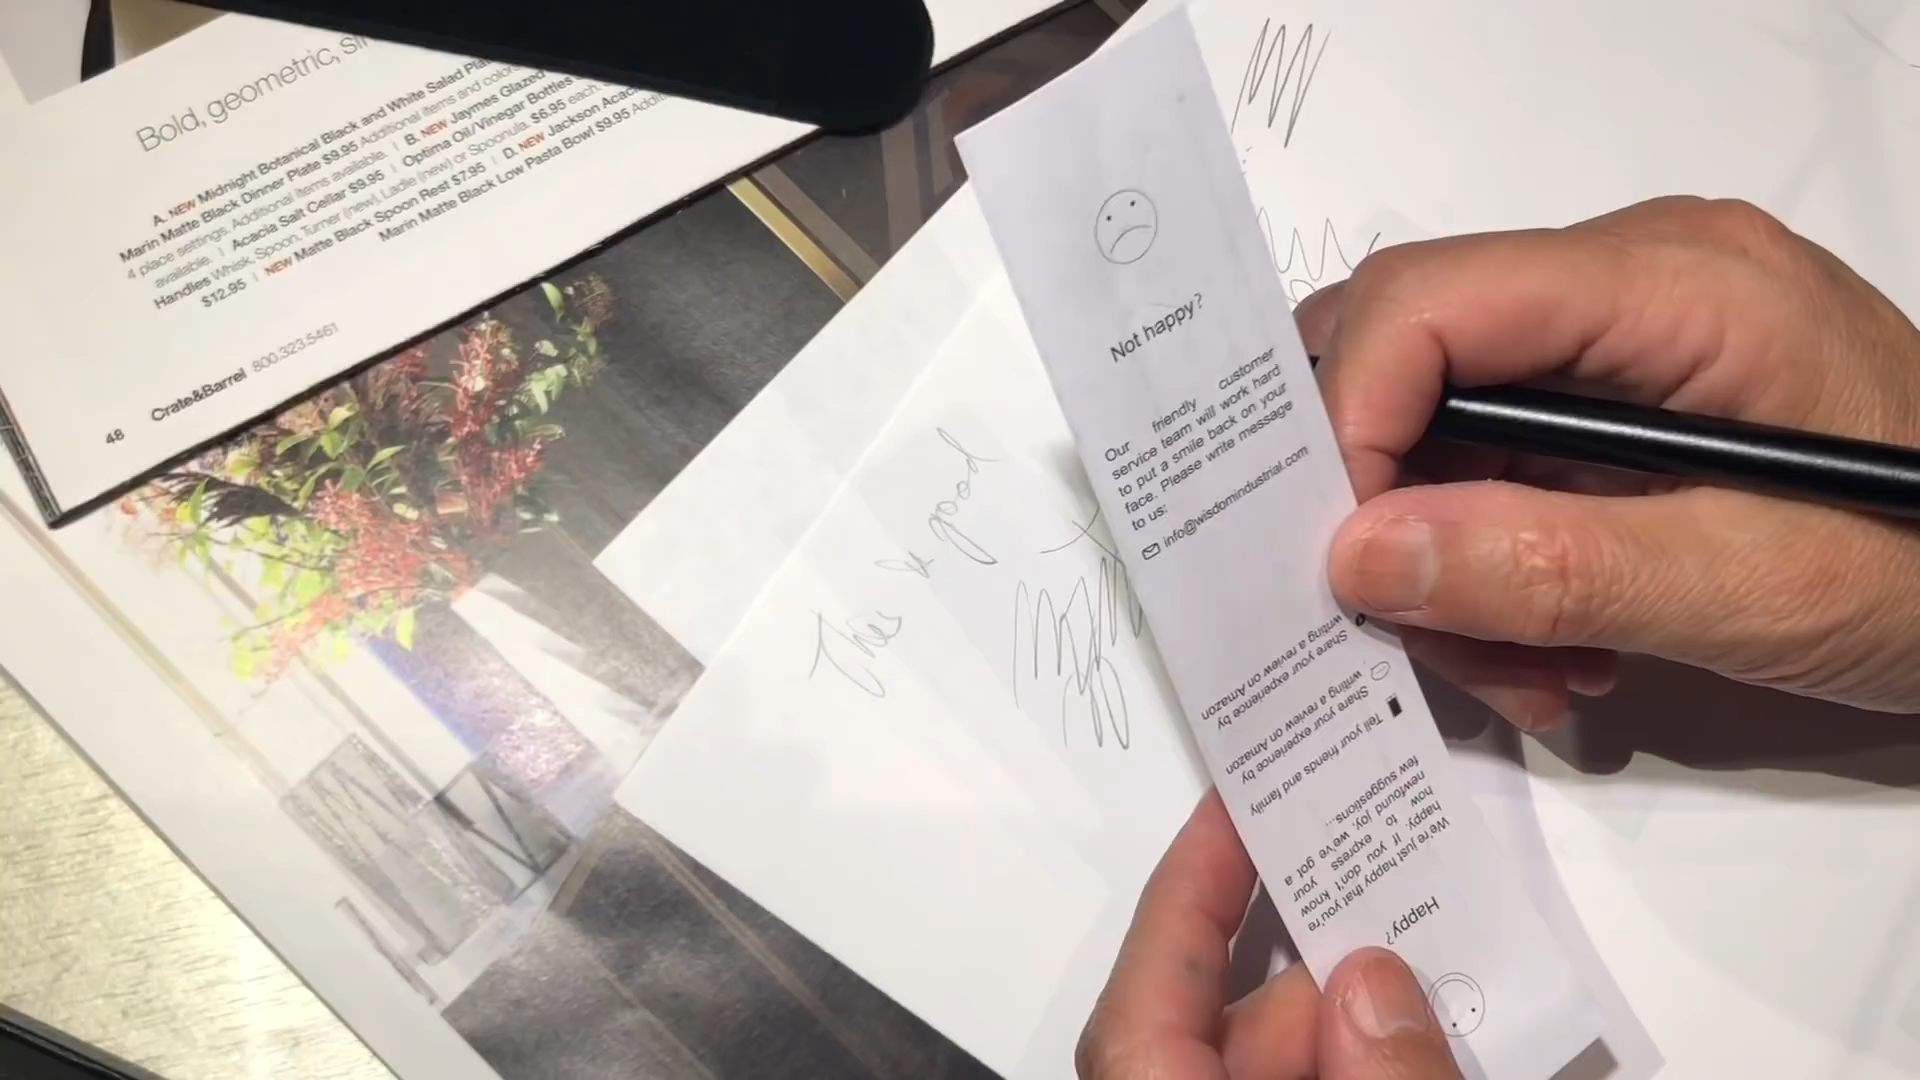 Bold, geometric,
A. NEW Midnight Botanical Black and White Salad
Marin Matte Black Dinner Plate $9.95 Additional items and
4 place settings. Additional items available. | B. NEW Jaymes Glazed
available. | Acacia Salt Cellar $9.95 | Optima Oil/Vinegar Bottles
Handles Whisk, Spoon, Turner (new), Ladle (new) or Spoonula. $6.95 each.
$12.95 | NEW Matte Black Spoon Rest $7.95 | D. NEW Jackson
Marin Matte Black Low Pasta Bowl $9.95
48 Crate&Barrel 800.323.5461
This is good
Not happy?
Our friendly customer
service team will work hard
to put a smile back on your
face. Please write message
to us:
info@wisdomindustrial.com
Happy?
We're just happy that you're
happy. If you don't know
how to express your
newfound joy, we've got a
few suggestions...
Tell your friends and family
Share your experience by
writing a review on Amazon
Share your experience by
writing a review on Amazon